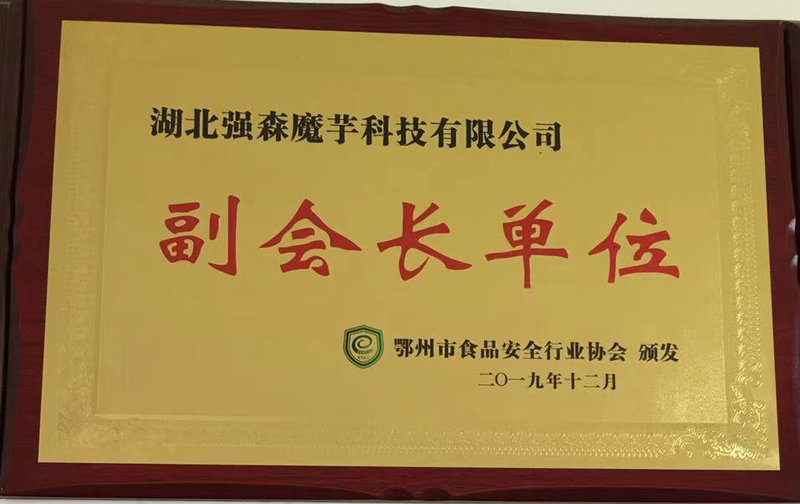 湖北强森魔芋科技有限公司
副会长单位
鄂州市食品安全行业协会 颁发
二〇一九年十二月